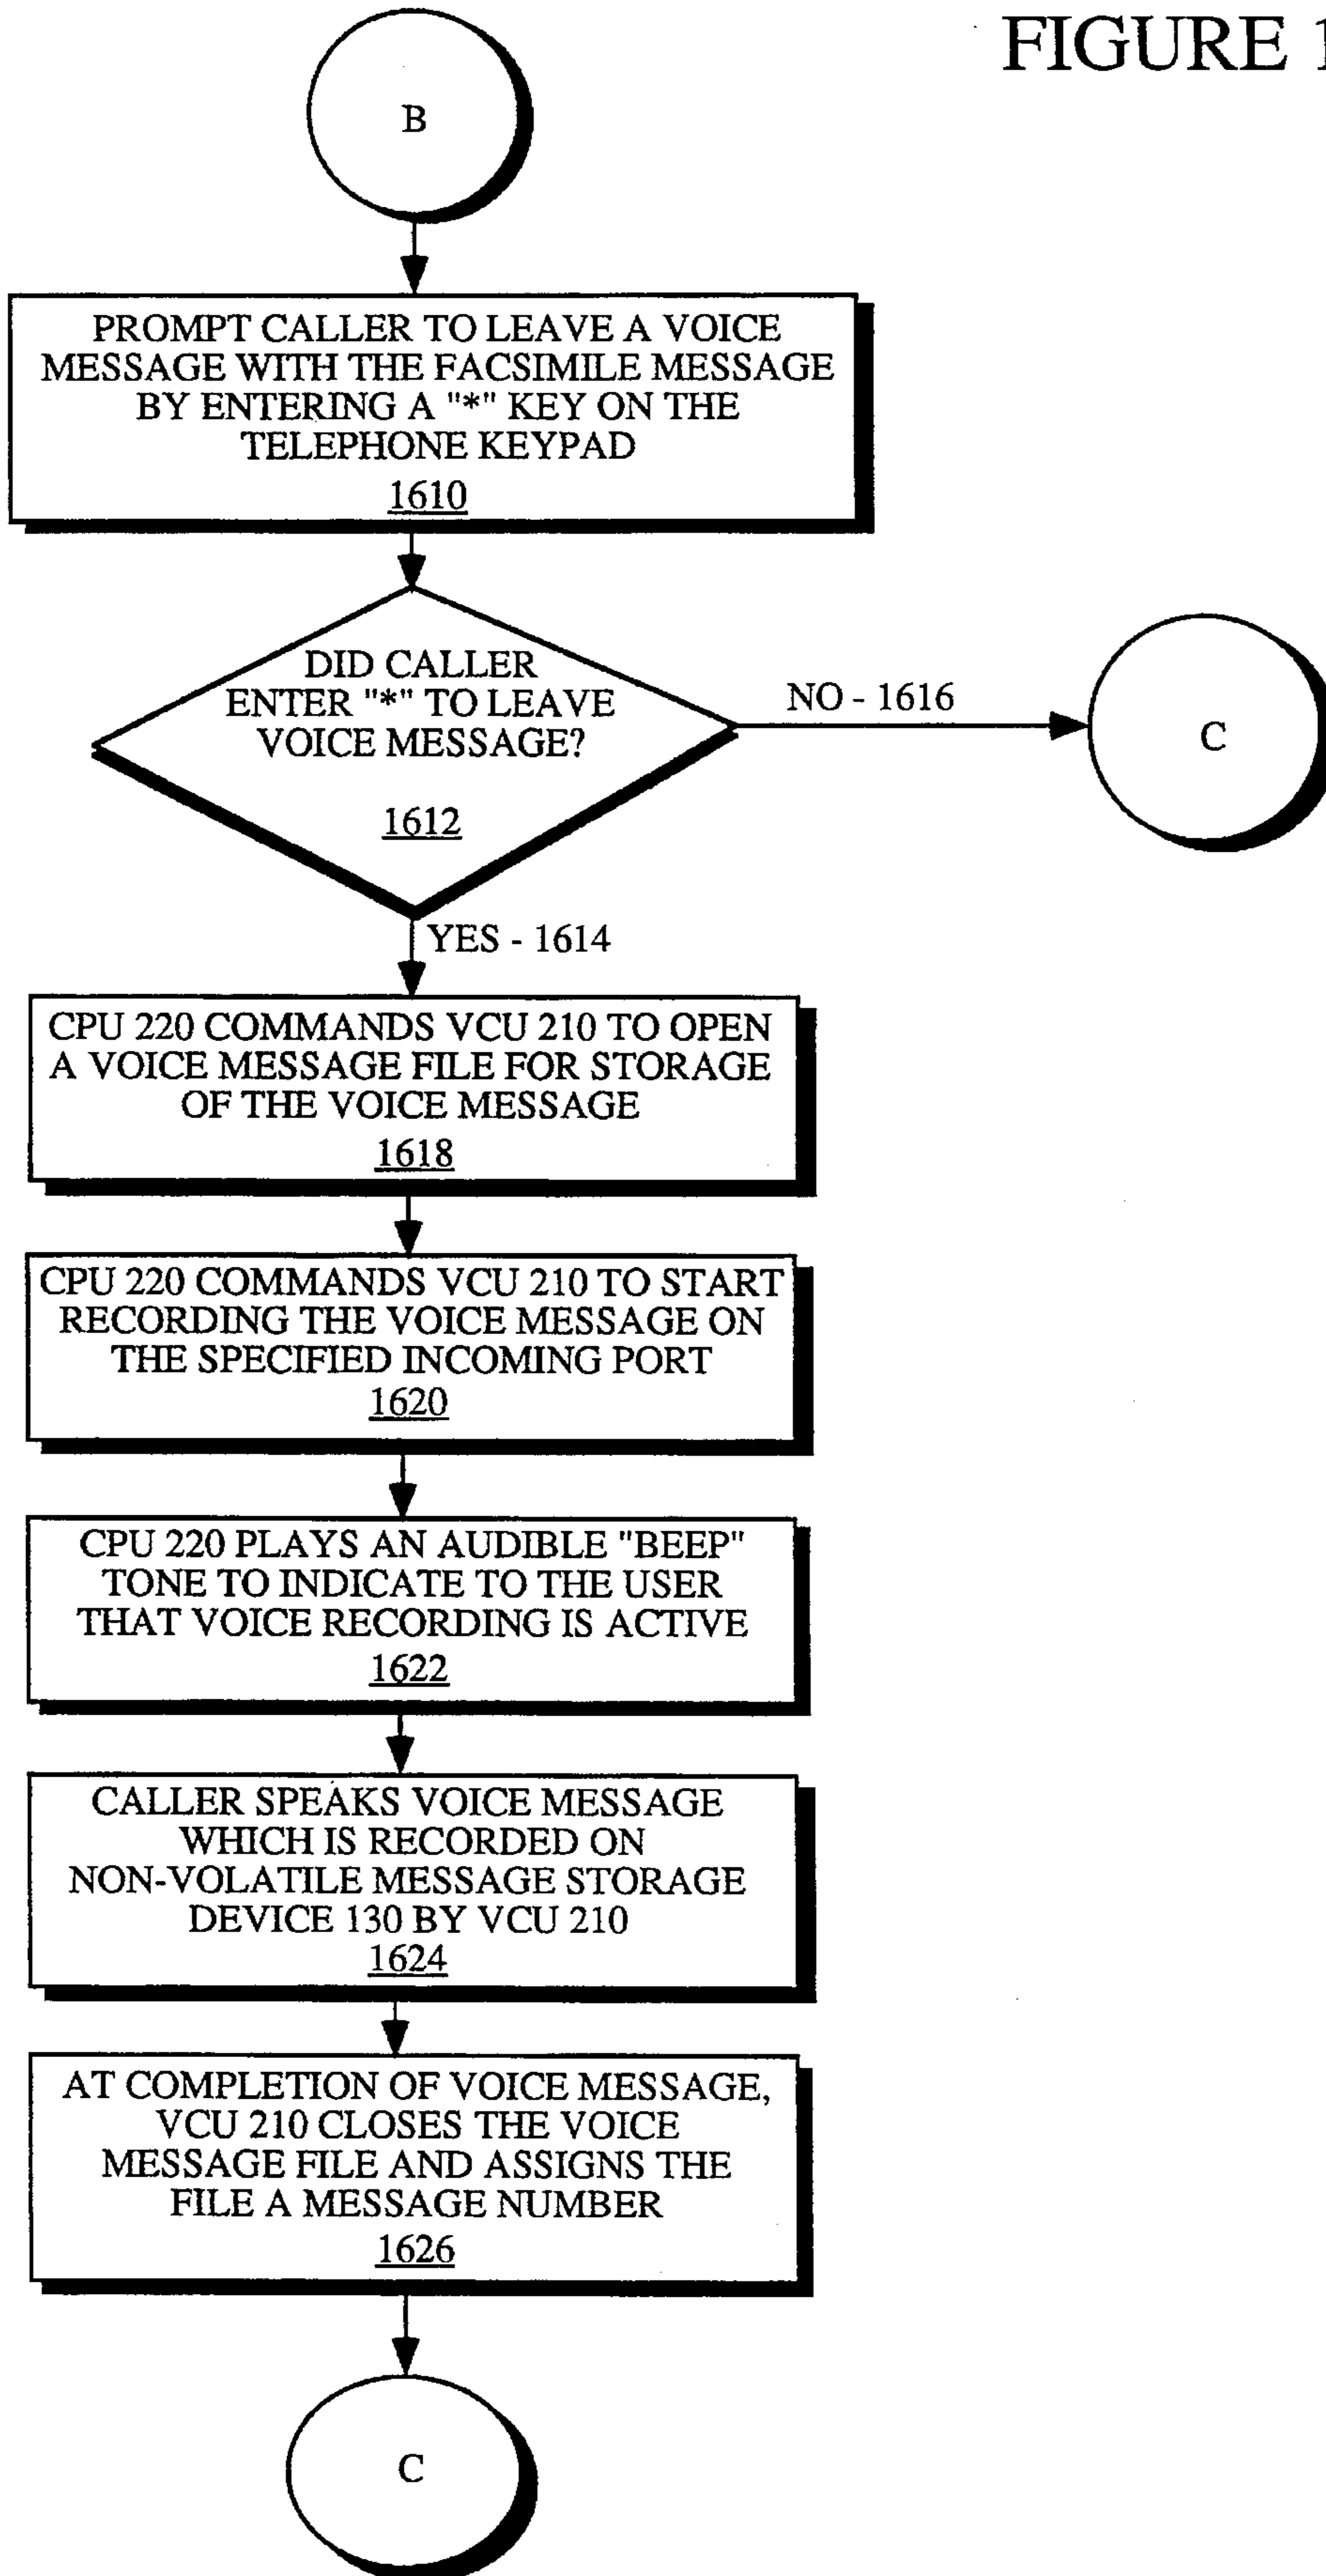 FIGURE 1
B
PROMPT CALLER TO LEAVE A VOICE
MESSAGE WITH THE FACSIMILE MESSAGE
BY ENTERING A "*" KEY ON THE
TELEPHONE KEYPAD
1610
DID CALLER
ENTER "*" TO LEAVE
VOICE MESSAGE?
1612
NO - 1616
C
YES - 1614
CPU 220 COMMANDS VCU 210 TO OPEN
A VOICE MESSAGE FILE FOR STORAGE
OF THE VOICE MESSAGE
1618
CPU 220 COMMANDS VCU 210 TO START
RECORDING THE VOICE MESSAGE ON
THE SPECIFIED INCOMING PORT
1620
CPU 220 PLAYS AN AUDIBLE "BEEP"
TONE TO INDICATE TO THE USER
THAT VOICE RECORDING IS ACTIVE
1622
CALLER SPEAKS VOICE MESSAGE
WHICH IS RECORDED ON
NON-VOLATILE MESSAGE STORAGE
DEVICE 130 BY VCU 210
1624
AT COMPLETION OF VOICE MESSAGE,
VCU 210 CLOSES THE VOICE
MESSAGE FILE AND ASSIGNS THE
FILE A MESSAGE NUMBER
1626
C